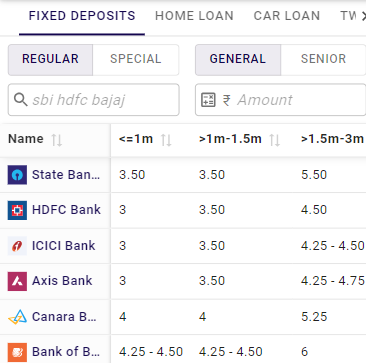 FIXED DEPOSITS HOME LOAN CAR LOAN TW
REGULAR SPECIAL GENERAL SENIOR
sbi hdfc bajaj ₹ Amount
Name <=1m >1m-1.5m >1.5m-3m
State Ban... 3.50 3.50 5.50
HDFC Bank 3 3.50 4.50
ICICI Bank 3 3.50 4.25 - 4.50
Axis Bank 3 3.50 4.25 - 4.75
Canara B... 4 4 5.25
Bank of B... 4.25 - 4.50 4.25 - 4.50 6